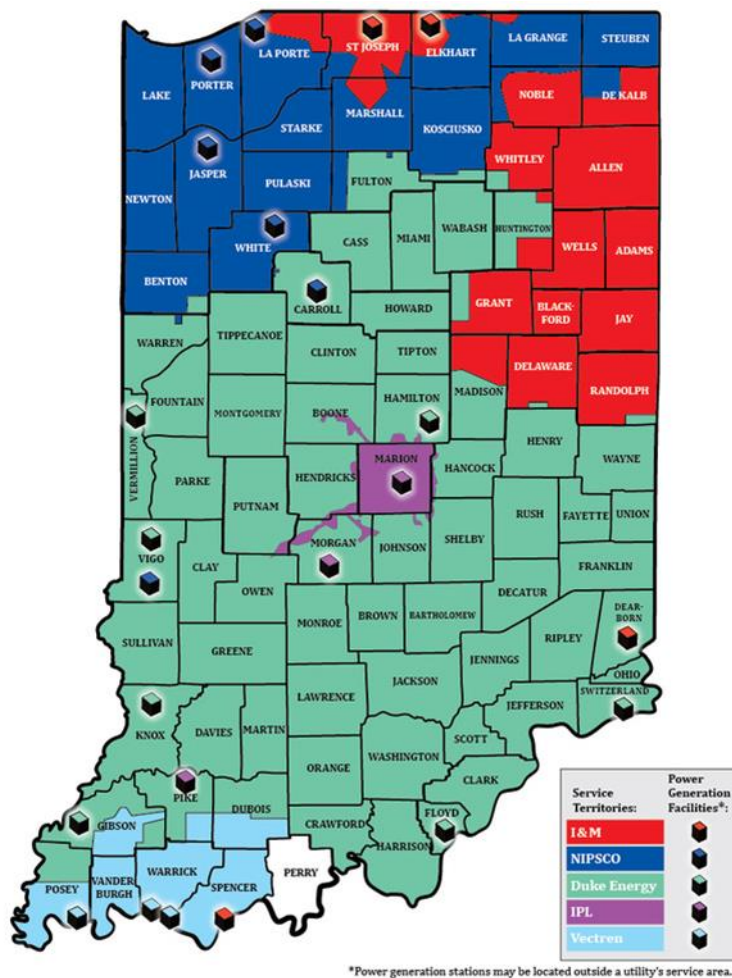 LA PORTE
ST JOSEPH
ELKHART
LA GRANGE
STEUBEN
LAKE
PORTER
NOBLE
DE KALB
STARKE
MARSHALL
KOSCIUSKO
WHITLEY
ALLEN
NEWTON
JASPER
PULASKI
FULTON
WHITE
CASS
MIAMI
WABASH
HUNTINGTON
WELLS
ADAMS
BENTON
CARROLL
HOWARD
GRANT
BLACK-
FORD
JAY
WARREN
TIPPECANOE
CLINTON
TIPTON
DELAWARE
RANDOLPH
FOUNTAIN
MONTGOMERY
BOONE
HAMILTON
MADISON
VERMILLION
PARKE
PUTNAM
HENDRICKS
MARION
HANCOCK
HENRY
WAYNE
RUSH
FAYETTE
UNION
VIGO
CLAY
OWEN
MORGAN
JOHNSON
SHELBY
FRANKLIN
DECATUR
SULLIVAN
GREENE
MONROE
BROWN
BARTHOLOMEW
RIPLEY
DEAR-
BORN
OHIO
SWITZERLAND
JENNINGS
JEFFERSON
LAWRENCE
JACKSON
KNOX
DAVIES
MARTIN
ORANGE
WASHINGTON
SCOTT
CLARK
PIKE
DUBOIS
GIBSON
CRAWFORD
FLOYD
HARRISON
POSEY
VANDER
BURGH
WARRICK
SPENCER
PERRY
Service
Territories:
Power
Generation
Facilities*:
I&M
NIPSCO
Duke Energy
IPL
Vectren
*Power generation stations may be located outside a utility's service area.